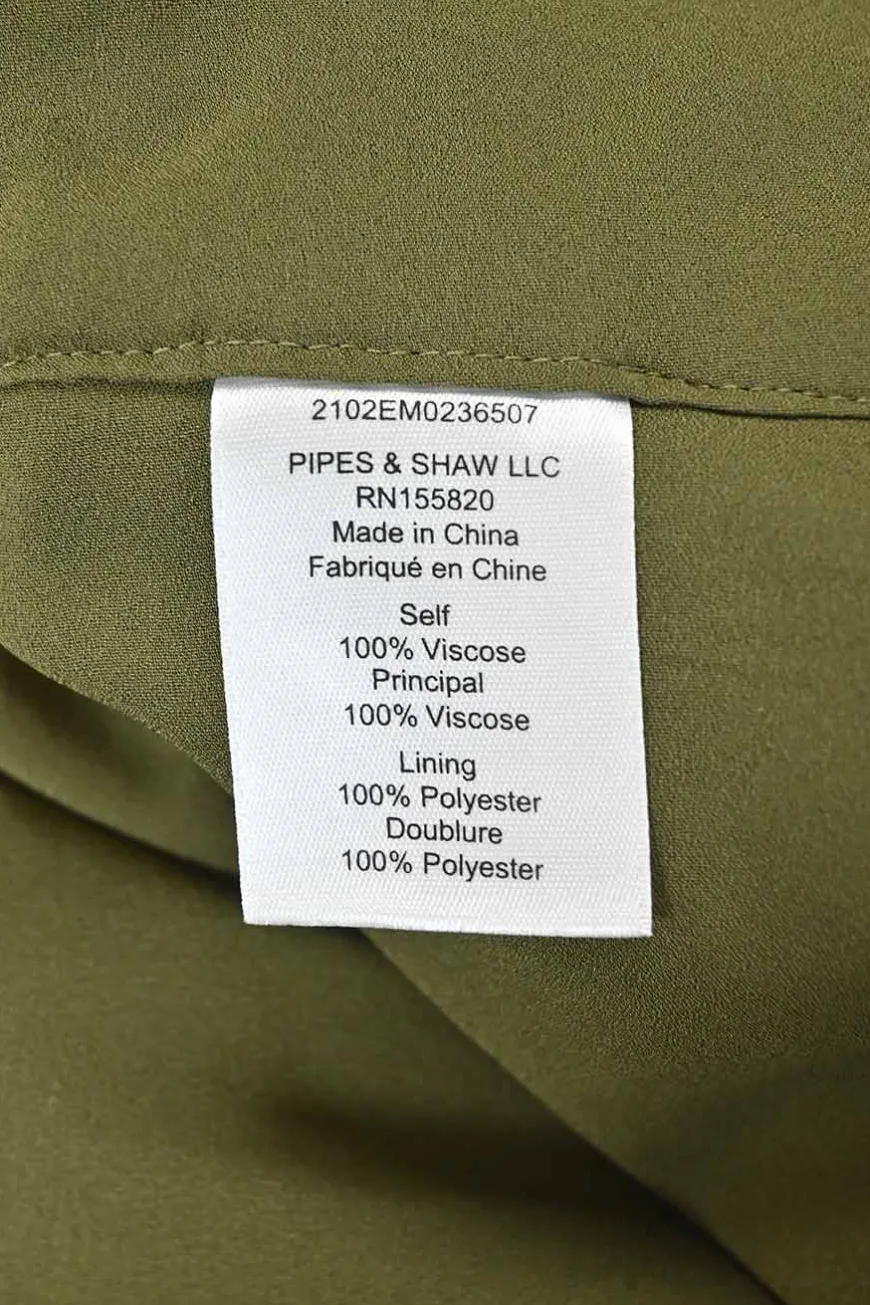 2102EM0236507
PIPES & SHAW LLC
RN155820
Made in China
Fabriqué en Chine
Self
100% Viscose
Principal
100% Viscose
Lining
100% Polyester
Doublure
100% Polyester